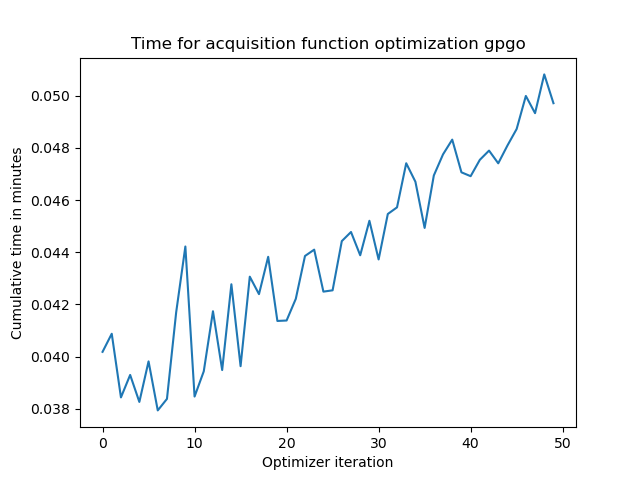 Time for acquisition function optimization gpgo
Cumulative time in minutes
0.050
0.048
0.046
0.044
0.042
0.040
0.038
0 10 20 30 40 50
Optimizer iteration